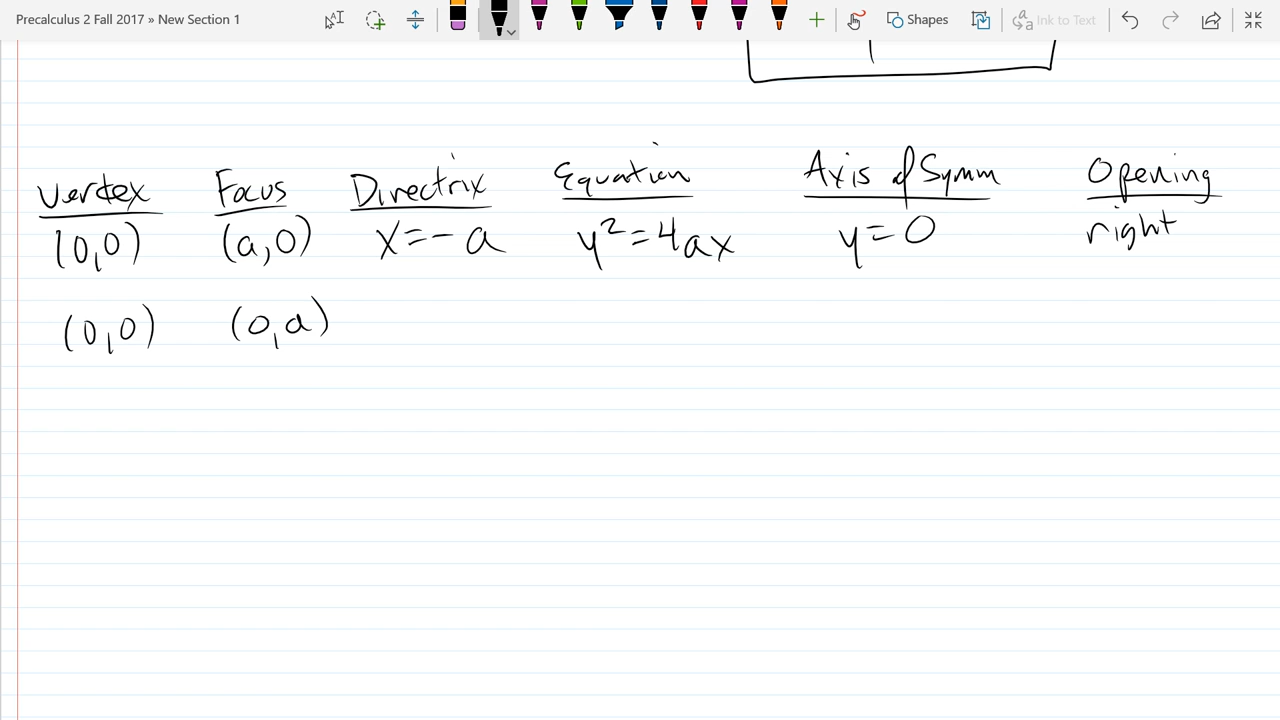 Precalculus 2 Fall 2017 » New Section 1 Shapes Ink to Text
Vertex Focus Directrix Equation Axis of Symm Opening
(0,0) (a,0) x=-a y²=4ax y=0 right
(0,0) (0,a)